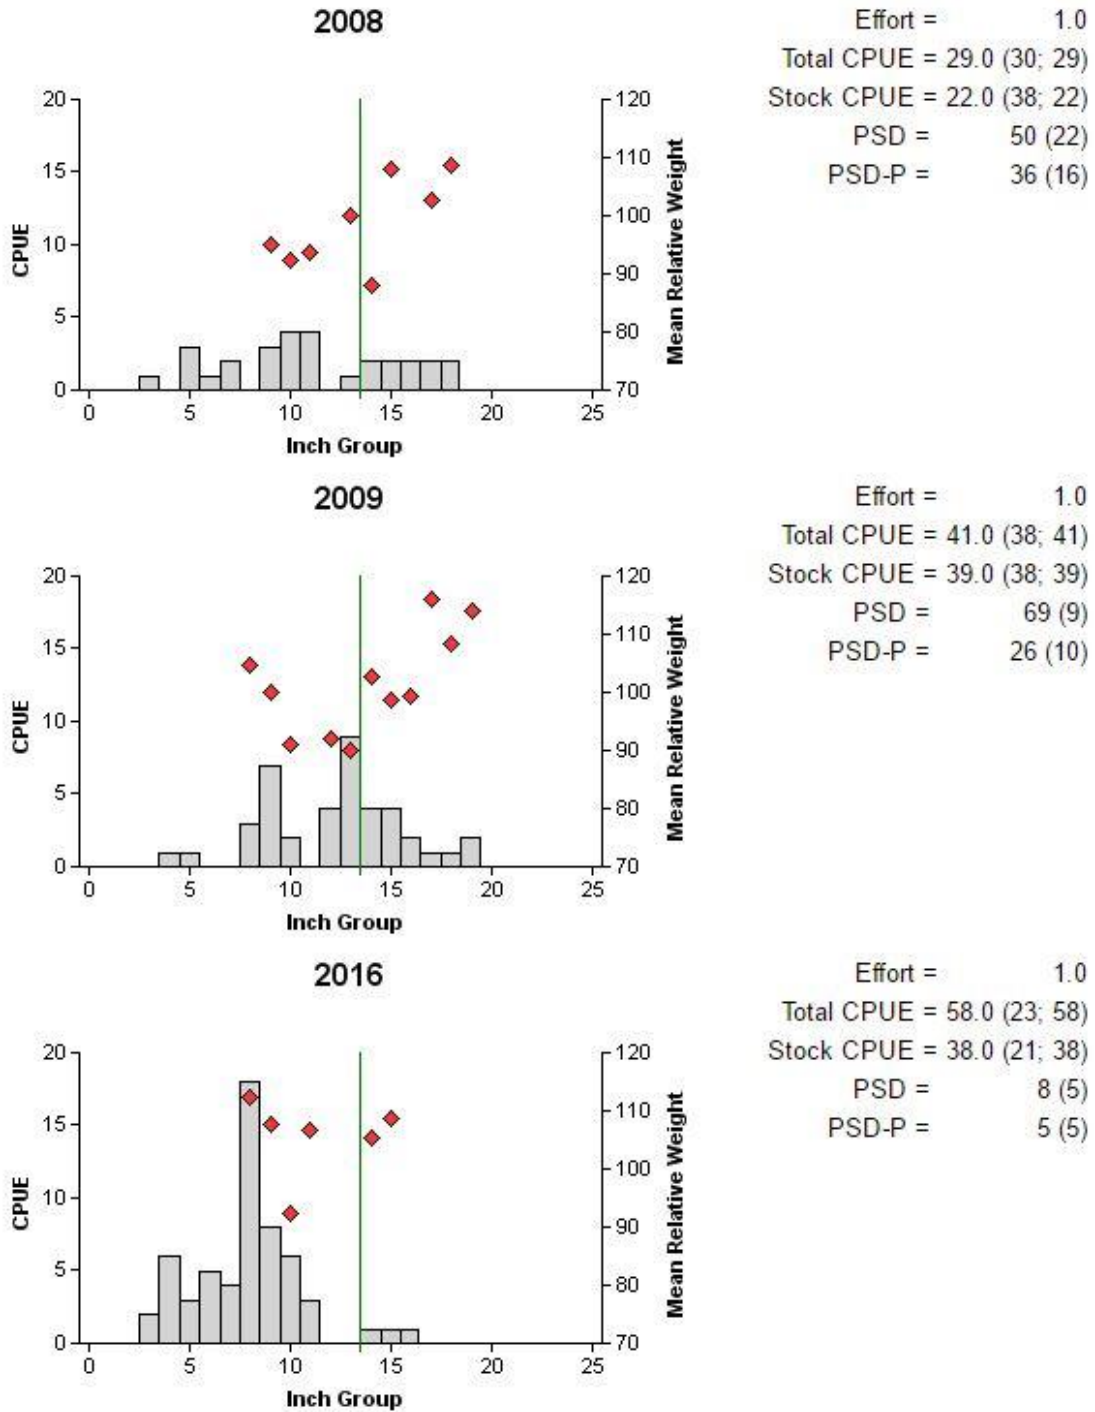 2008
Effort = 1.0
Total CPUE = 29.0 (30; 29)
Stock CPUE = 22.0 (38; 22)
PSD = 50 (22)
PSD-P = 36 (16)
20
15
10
5
0
CPUE
120
110
100
90
80
70
Mean Relative Weight
0 5 10 15 20 25
Inch Group
2009
Effort = 1.0
Total CPUE = 41.0 (38; 41)
Stock CPUE = 39.0 (38; 39)
PSD = 69 (9)
PSD-P = 26 (10)
20
15
10
5
0
CPUE
120
110
100
90
80
70
Mean Relative Weight
0 5 10 15 20 25
Inch Group
2016
Effort = 1.0
Total CPUE = 58.0 (23; 58)
Stock CPUE = 38.0 (21; 38)
PSD = 8 (5)
PSD-P = 5 (5)
20
15
10
5
0
CPUE
120
110
100
90
80
70
Mean Relative Weight
0 5 10 15 20 25
Inch Group